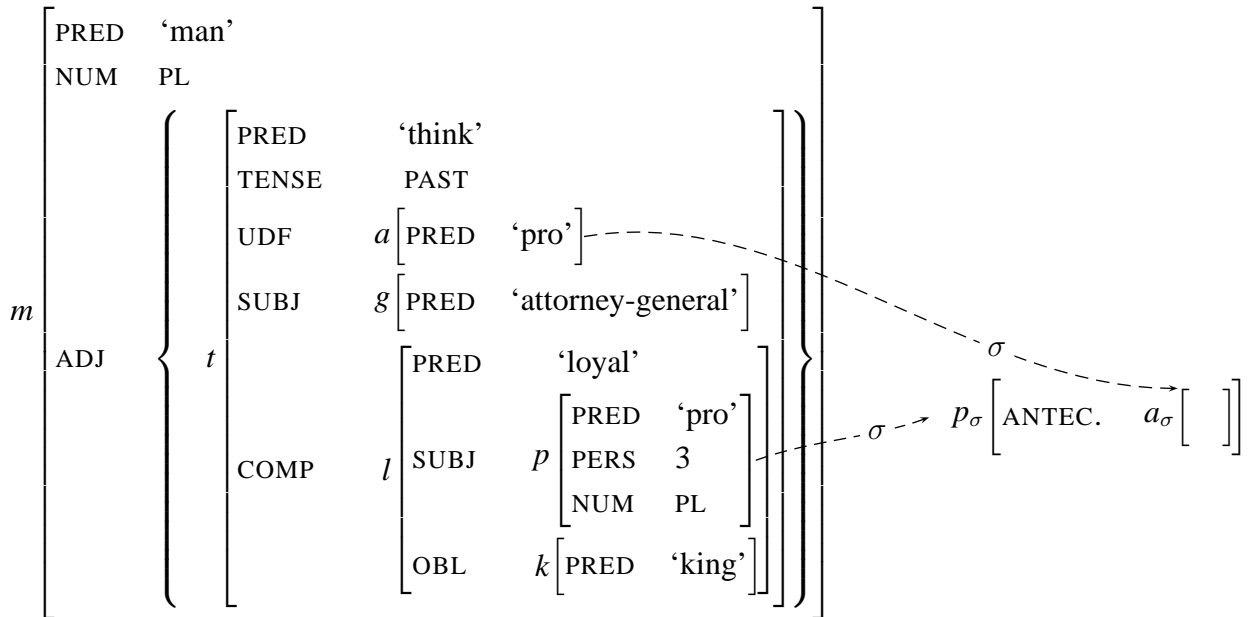 PRED ‘man’
NUM PL
PRED ‘think’
TENSE PAST
UDF a[PRED ‘pro’]
SUBJ g[PRED ‘attorney-general’]
m
ADJ t
PRED ‘loyal’
σ
PRED ‘pro’
pσ[ANTEC. aσ[ ]]
σ
COMP l SUBJ p PERS 3
NUM PL
OBL k[PRED ‘king’]